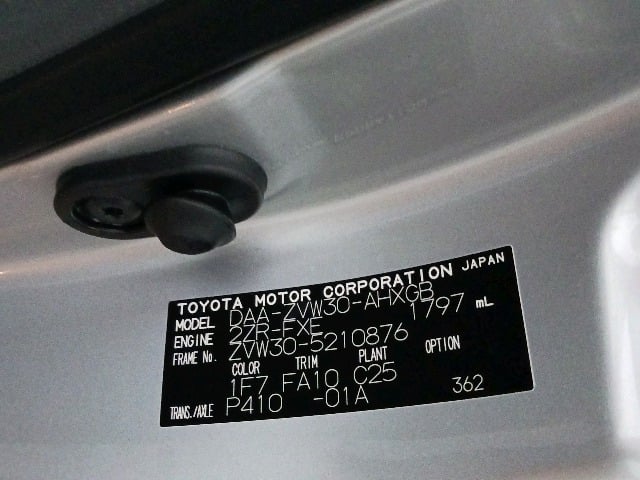 TOYOTA MOTOR CORPORATION JAPAN
MODEL DAA-ZVW30-AHXGB
ENGINE 2ZR-FXE 1797 mL
FRAME No. ZVW30-5210876
COLOR TRIM PLANT OPTION
1F7 FA10 C25
TRANS./AXLE P410 -01A 362